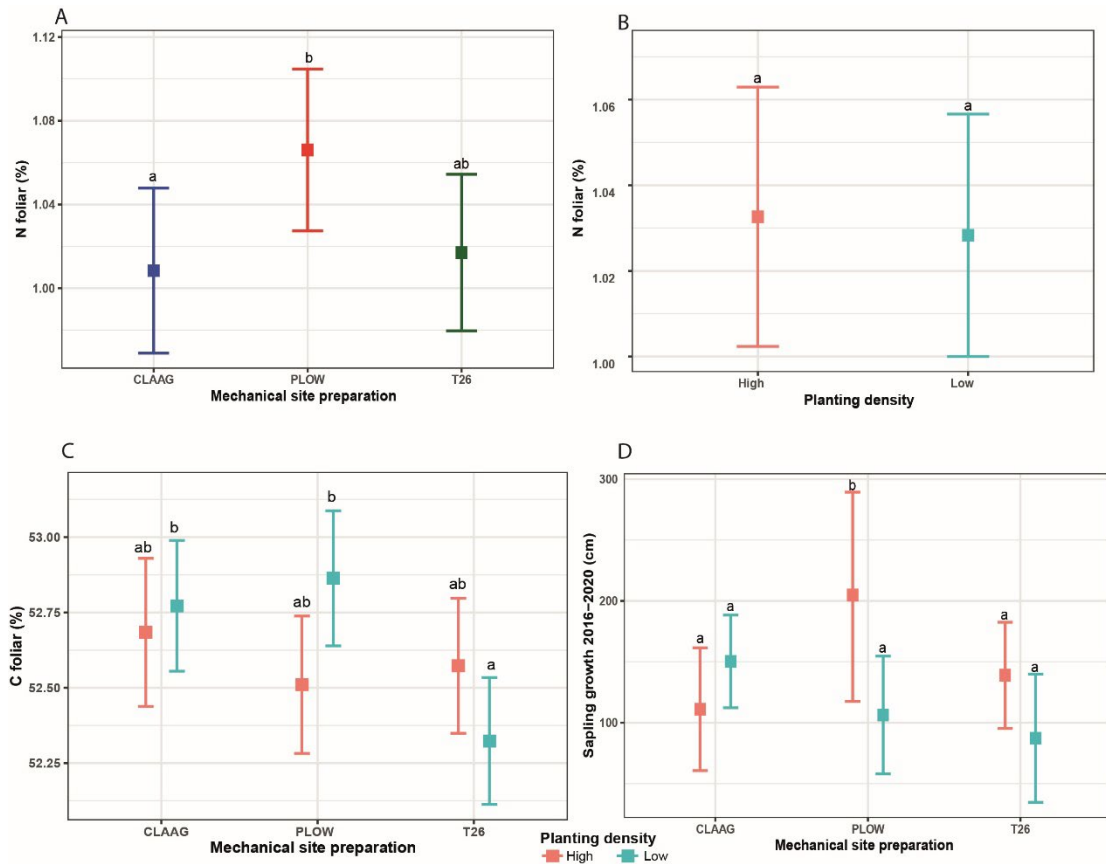 A
1.12
1.08
1.04
1.00
N foliar (%)
a
b
ab
CLAAG PLOW T26
Mechanical site preparation
B
1.06
1.04
1.02
1.00
N foliar (%)
a
a
High Low
Planting density
C
53.00
52.75
52.50
52.25
C foliar (%)
ab
b
ab
b
ab
a
CLAAG PLOW T26
Mechanical site preparation
D
300
200
100
Sapling growth 2016−2020 (cm)
a
a
b
a
a
a
CLAAG PLOW T26
Mechanical site preparation
Planting density
High Low